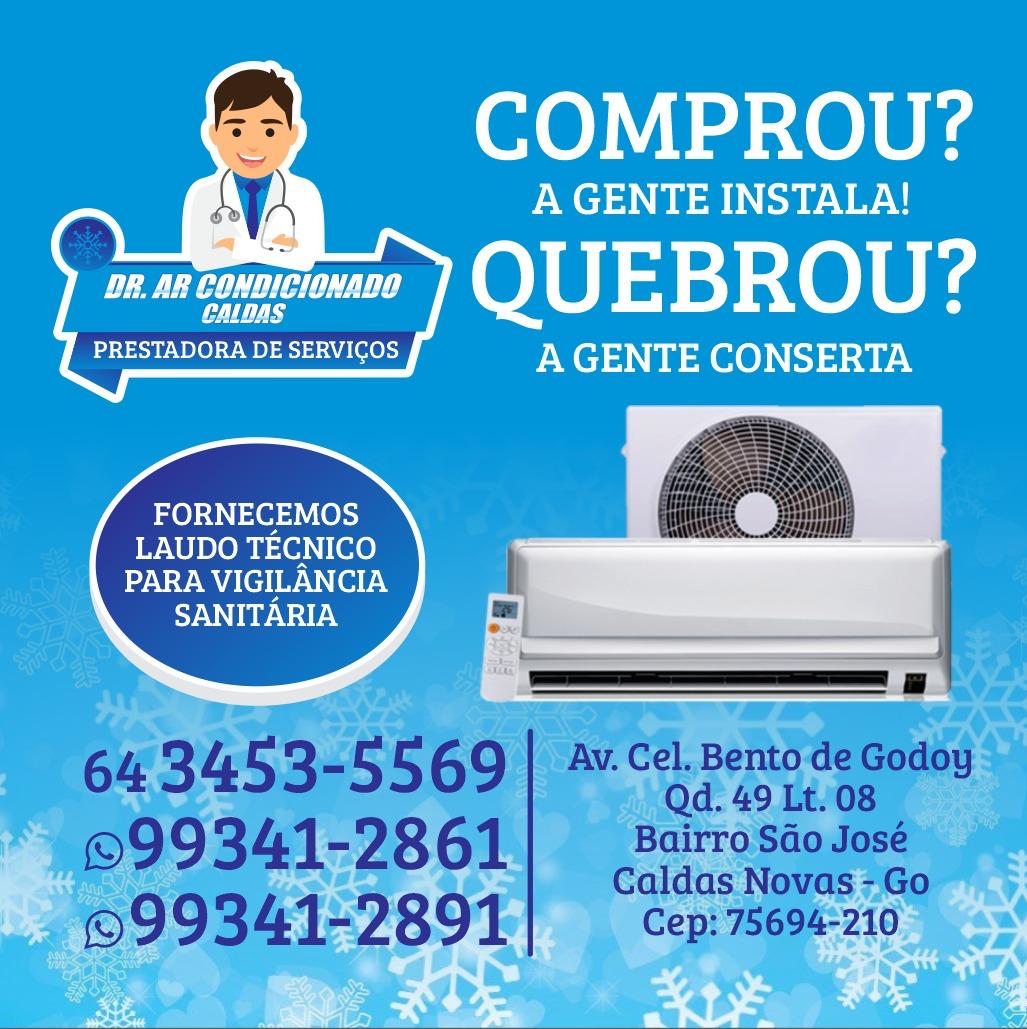 COMPROU?
A GENTE INSTALA!
QUEBROU?
A GENTE CONSERTA
DR. AR CONDICIONADO
CALDAS
PRESTADORA DE SERVIÇOS
FORNECEMOS
LAUDO TÉCNICO
PARA VIGILÂNCIA
SANITÁRIA
64 3453-5569
99341-2861
99341-2891
Av. Cel. Bento de Godoy
Qd. 49 Lt. 08
Bairro São José
Caldas Novas - Go
Cep: 75694-210